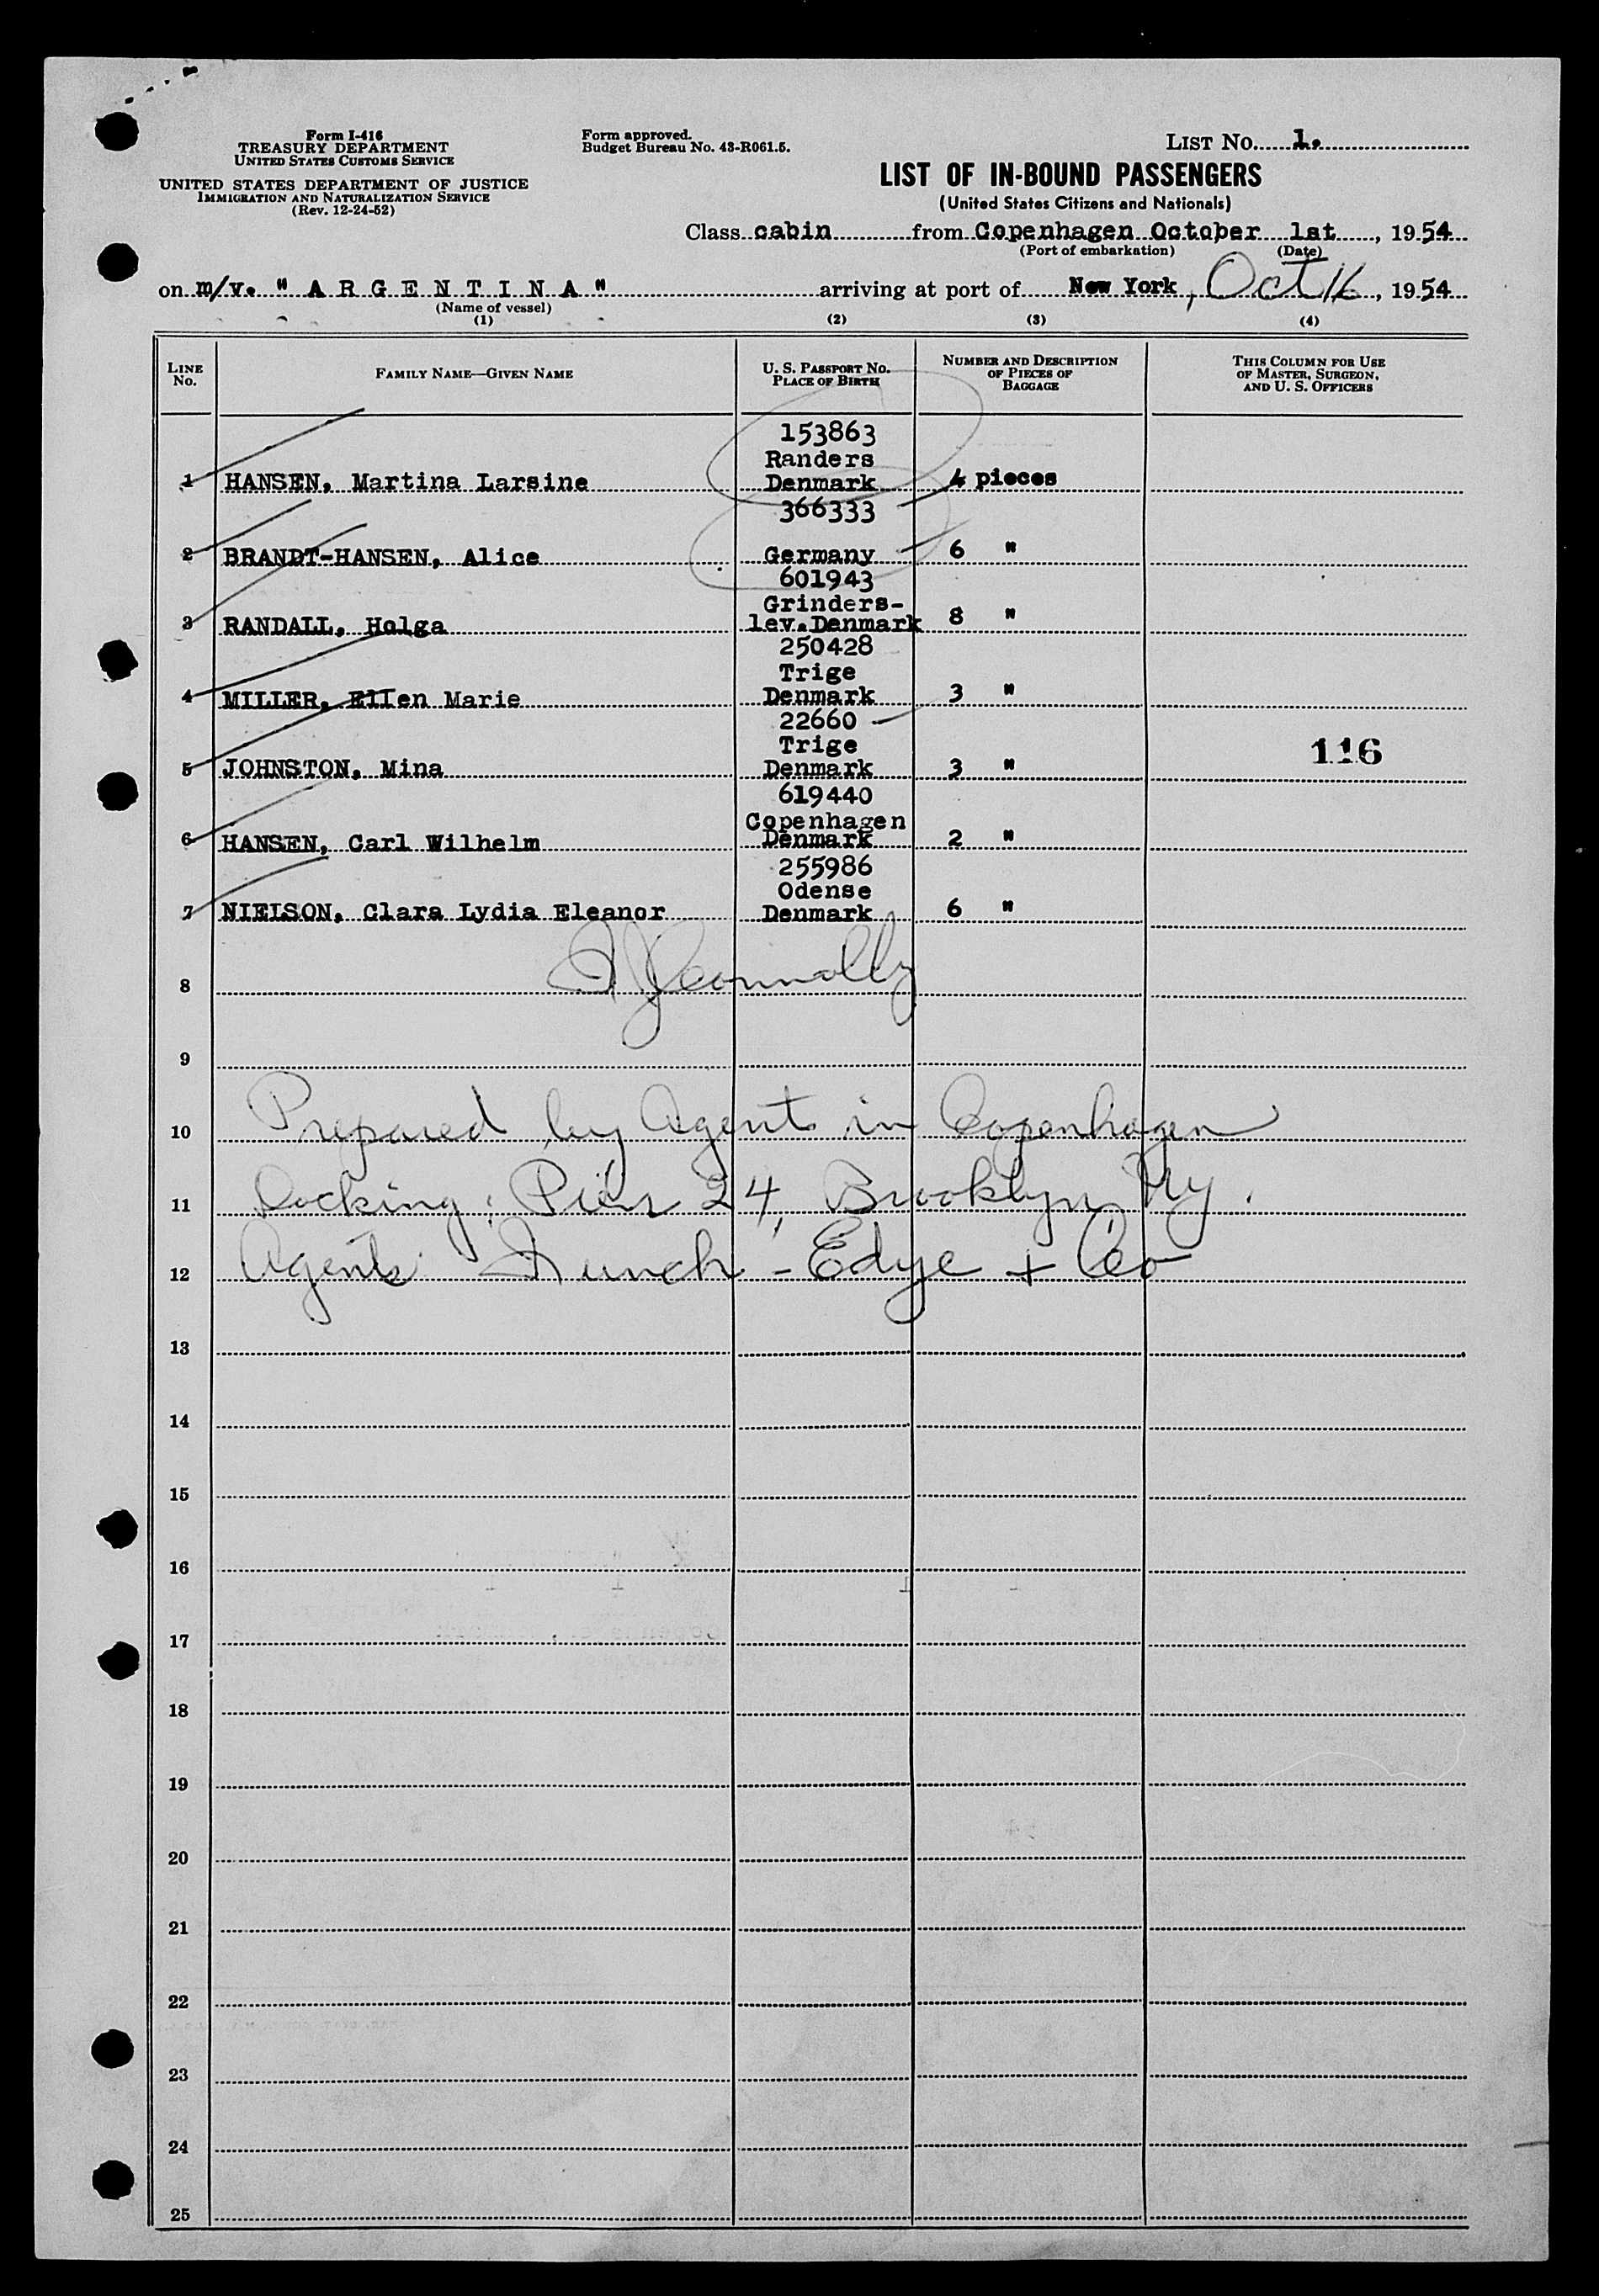 Form I-416
TREASURY DEPARTMENT
UNITED STATES CUSTOMS SERVICE
UNITED STATES DEPARTMENT OF JUSTICE
IMMIGRATION AND NATURALIZATION SERVICE
(Rev. 12-24-52)
Form approved.
Budget Bureau No. 43-R061.5.
LIST No. 1.
LIST OF IN-BOUND PASSENGERS
(United States Citizens and Nationals)
Class cabin from Copenhagen October 1st, 1954
(Port of embarkation) (Date)
on m/v. " A R G E N T I N A " arriving at port of New York, Oct 16, 1954
(Name of vessel)
(1) (2) (3) (4)
LINE No. FAMILY NAME—GIVEN NAME U. S. PASSPORT No. PLACE OF BIRTH NUMBER AND DESCRIPTION OF PIECES OF BAGGAGE THIS COLUMN FOR USE OF MASTER, SURGEON, AND U. S. OFFICERS
153863
Randers
1 HANSEN, Martina Larsine Denmark 4 pieces
366333
2 BRANDT-HANSEN, Alice Germany 6 "
601943
Grinders-
3 RANDALL, Holga lev.Denmark 8 "
250428
Trige
4 MILLER, Ellen Marie Denmark 3 "
22660
Trige
116
5 JOHNSTON, Mina Denmark 3 "
619440
Copenhagen
6 HANSEN, Carl Wilhelm Denmark 2 "
255986
Odense
7 NIELSON, Clara Lydia Eleanor Denmark 6 "
8 Connolly
9
10 Prepared by Agent in Copenhagen
11 Docking: Pier 24, Brooklyn, Ny.
12 Agents: Funch - Edye + Co
13
14
15
16
17
18
19
20
21
22
23
24
25